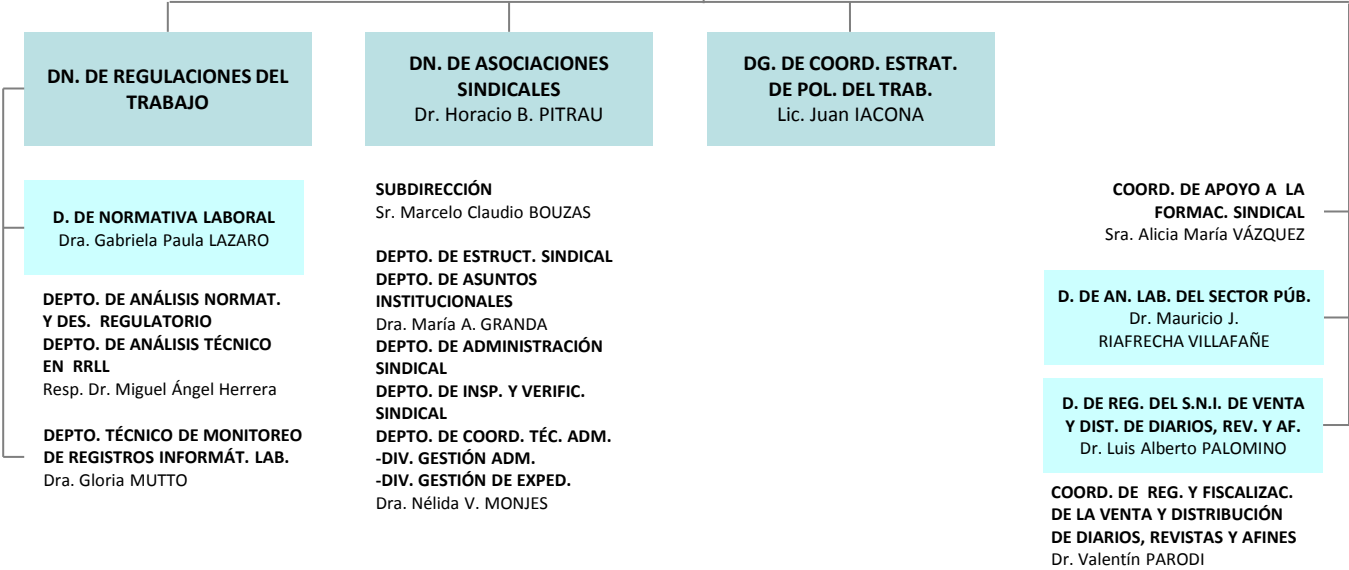 DN. DE REGULACIONES DEL
TRABAJO
D. DE NORMATIVA LABORAL
Dra. Gabriela Paula LAZARO
DEPTO. DE ANÁLISIS NORMAT.
Y DES. REGULATORIO
DEPTO. DE ANÁLISIS TÉCNICO
EN RRLL
Resp. Dr. Miguel Ángel Herrera
DEPTO. TÉCNICO DE MONITOREO
DE REGISTROS INFORMÁT. LAB.
Dra. Gloria MUTTO
DN. DE ASOCIACIONES
SINDICALES
Dr. Horacio B. PITRAU
SUBDIRECCIÓN
Sr. Marcelo Claudio BOUZAS
DEPTO. DE ESTRUCT. SINDICAL
DEPTO. DE ASUNTOS
INSTITUCIONALES
Dra. María A. GRANDA
DEPTO. DE ADMINISTRACIÓN
SINDICAL
DEPTO. DE INSP. Y VERIFIC.
SINDICAL
DEPTO. DE COORD. TÉC. ADM.
-DIV. GESTIÓN ADM.
-DIV. GESTIÓN DE EXPED.
Dra. Nélida V. MONJES
DG. DE COORD. ESTRAT.
DE POL. DEL TRAB.
Lic. Juan IACONA
COORD. DE APOYO A LA
FORMAC. SINDICAL
Sra. Alicia María VÁZQUEZ
D. DE AN. LAB. DEL SECTOR PÚB.
Dr. Mauricio J.
RIAFRECHA VILLAFAÑE
D. DE REG. DEL S.N.I. DE VENTA
Y DIST. DE DIARIOS, REV. Y AF.
Dr. Luis Alberto PALOMINO
COORD. DE REG. Y FISCALIZAC.
DE LA VENTA Y DISTRIBUCIÓN
DE DIARIOS, REVISTAS Y AFINES
Dr. Valentín PARODI